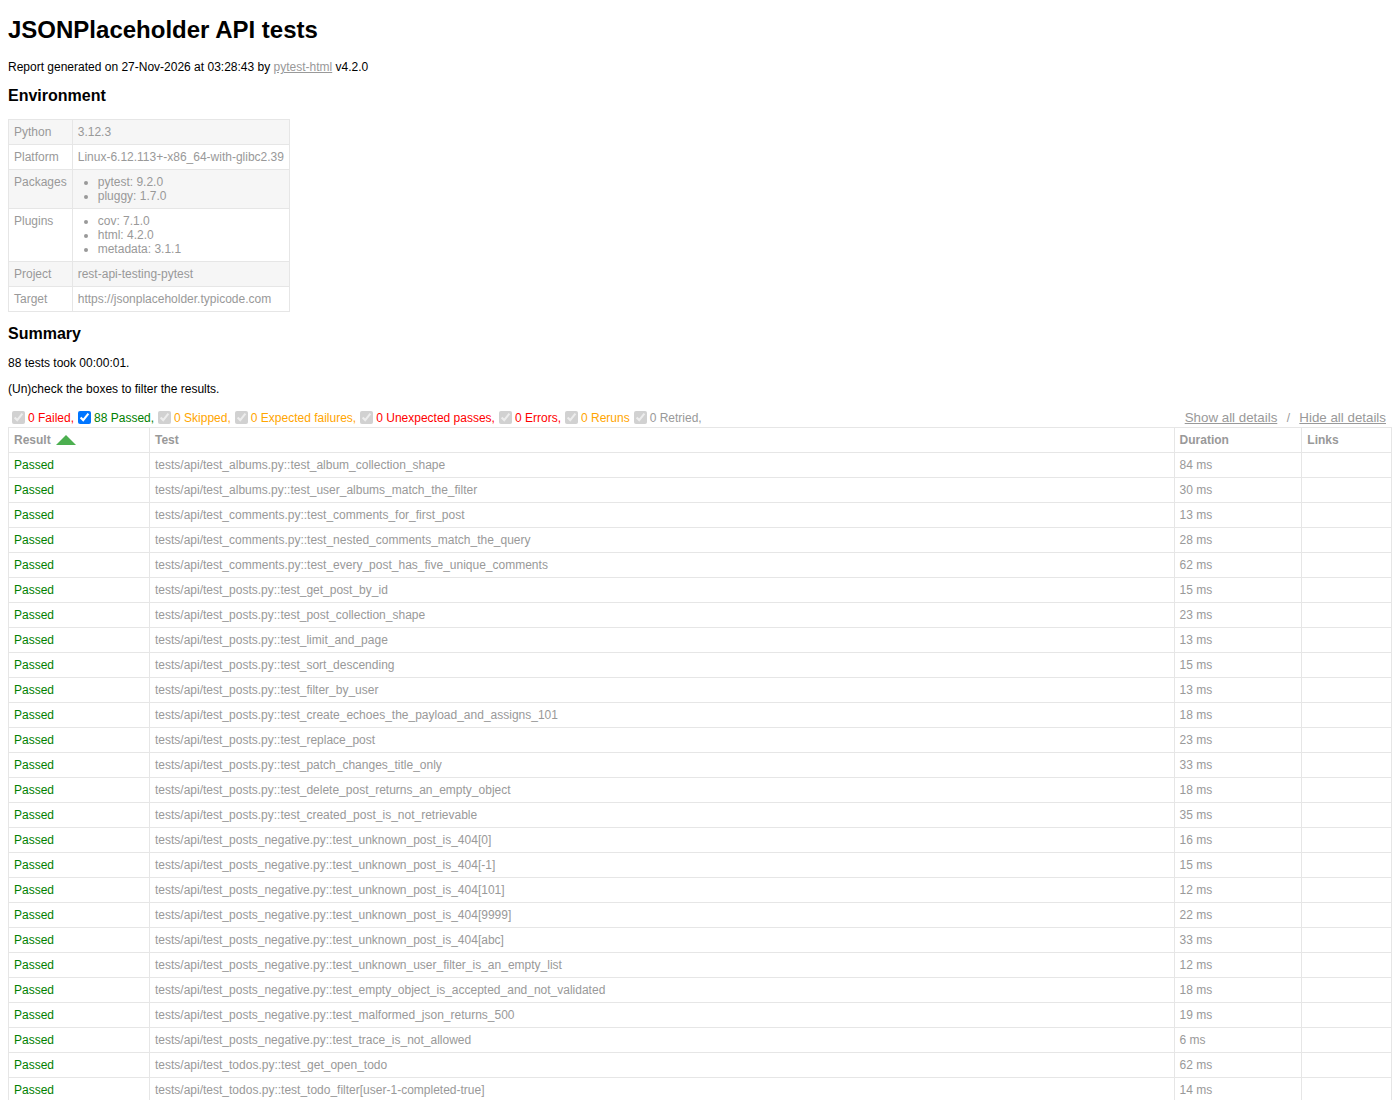 JSONPlaceholder API tests
Report generated on 27-Nov-2026 at 03:28:43 by pytest-html v4.2.0
Environment
Python 3.12.3
Platform Linux-6.12.113+-x86_64-with-glibc2.39
Packages
• pytest: 9.2.0
• pluggy: 1.7.0
Plugins
• cov: 7.1.0
• html: 4.2.0
• metadata: 3.1.1
Project rest-api-testing-pytest
Target https://jsonplaceholder.typicode.com
Summary
88 tests took 00:00:01.
(Un)check the boxes to filter the results.
0 Failed, 88 Passed, 0 Skipped, 0 Expected failures, 0 Unexpected passes, 0 Errors, 0 Reruns 0 Retried, Show all details / Hide all details
Result Test Duration Links
Passed tests/api/test_albums.py::test_album_collection_shape 84 ms
Passed tests/api/test_albums.py::test_user_albums_match_the_filter 30 ms
Passed tests/api/test_comments.py::test_comments_for_first_post 13 ms
Passed tests/api/test_comments.py::test_nested_comments_match_the_query 28 ms
Passed tests/api/test_comments.py::test_every_post_has_five_unique_comments 62 ms
Passed tests/api/test_posts.py::test_get_post_by_id 15 ms
Passed tests/api/test_posts.py::test_post_collection_shape 23 ms
Passed tests/api/test_posts.py::test_limit_and_page 13 ms
Passed tests/api/test_posts.py::test_sort_descending 15 ms
Passed tests/api/test_posts.py::test_filter_by_user 13 ms
Passed tests/api/test_posts.py::test_create_echoes_the_payload_and_assigns_101 18 ms
Passed tests/api/test_posts.py::test_replace_post 23 ms
Passed tests/api/test_posts.py::test_patch_changes_title_only 33 ms
Passed tests/api/test_posts.py::test_delete_post_returns_an_empty_object 18 ms
Passed tests/api/test_posts.py::test_created_post_is_not_retrievable 35 ms
Passed tests/api/test_posts_negative.py::test_unknown_post_is_404[0] 16 ms
Passed tests/api/test_posts_negative.py::test_unknown_post_is_404[-1] 15 ms
Passed tests/api/test_posts_negative.py::test_unknown_post_is_404[101] 12 ms
Passed tests/api/test_posts_negative.py::test_unknown_post_is_404[9999] 22 ms
Passed tests/api/test_posts_negative.py::test_unknown_post_is_404[abc] 33 ms
Passed tests/api/test_posts_negative.py::test_unknown_user_filter_is_an_empty_list 12 ms
Passed tests/api/test_posts_negative.py::test_empty_object_is_accepted_and_not_validated 18 ms
Passed tests/api/test_posts_negative.py::test_malformed_json_returns_500 19 ms
Passed tests/api/test_posts_negative.py::test_trace_is_not_allowed 6 ms
Passed tests/api/test_todos.py::test_get_open_todo 62 ms
Passed tests/api/test_todos.py::test_todo_filter[user-1-completed-true] 14 ms